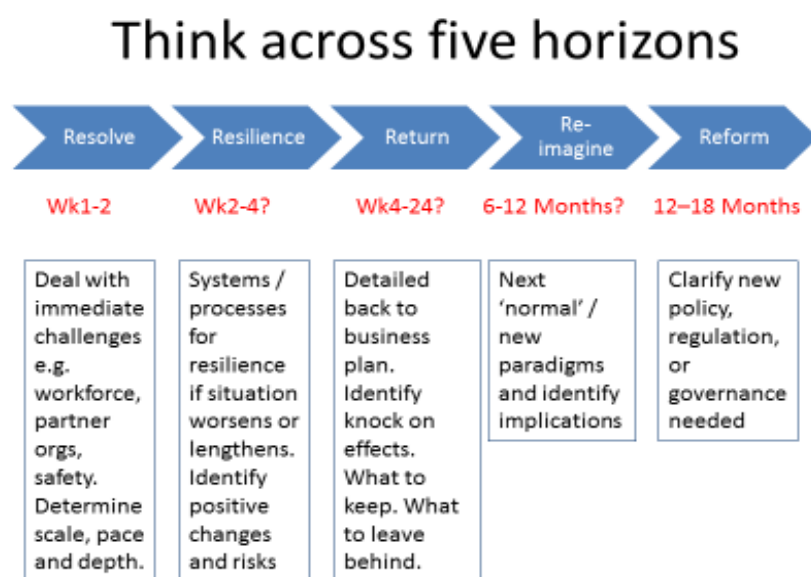 Think across five horizons
Resolve
Resilience
Return
Re-
imagine
Reform
Wk1-2
Wk2-4?
Wk4-24?
6-12 Months?
12–18 Months
Deal with
immediate
challenges
e.g.
workforce,
partner
orgs,
safety.
Determine
scale, pace
and depth.
Systems /
processes
for
resilience
if situation
worsens or
lengthens.
Identify
positive
changes
and risks
Detailed
back to
business
plan.
Identify
knock on
effects.
What to
keep. What
to leave
behind.
Next
‘normal’ /
new
paradigms
and identify
implications
Clarify new
policy,
regulation,
or
governance
needed